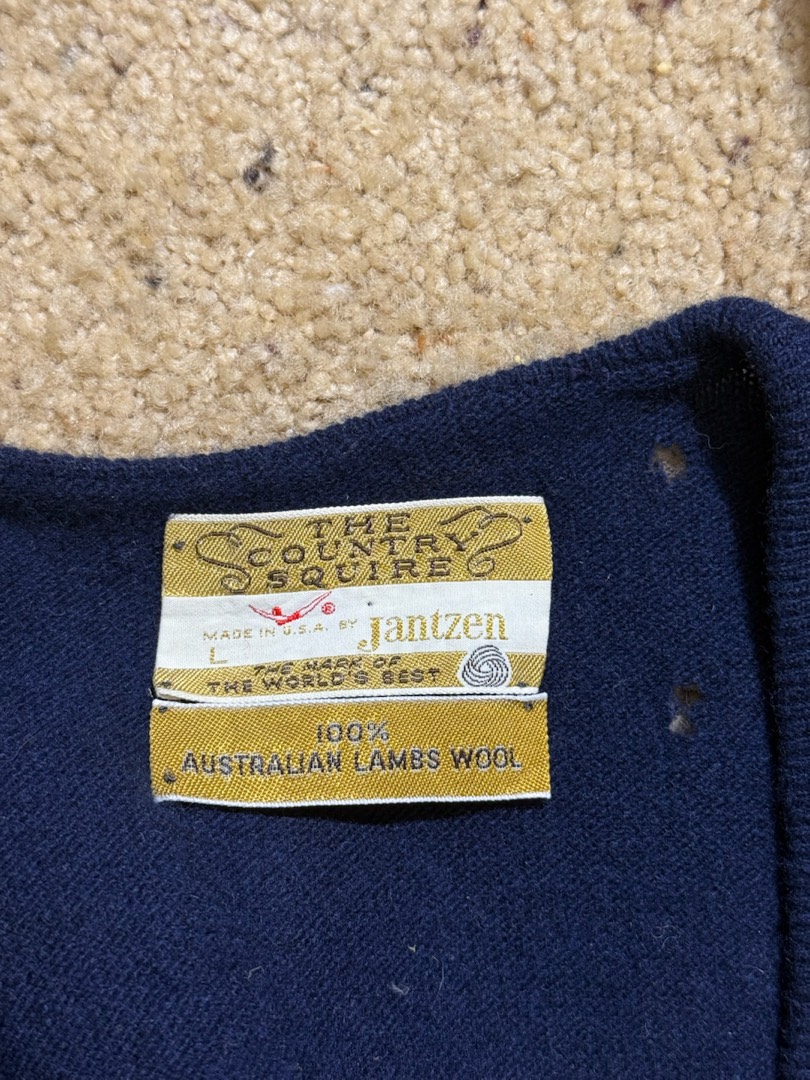 THE
COUNTRY
SQUIRE
®
MADE IN U.S.A. BY Jantzen
L
THE MARK OF
THE WORLD'S BEST
100%
AUSTRALIAN LAMBS WOOL